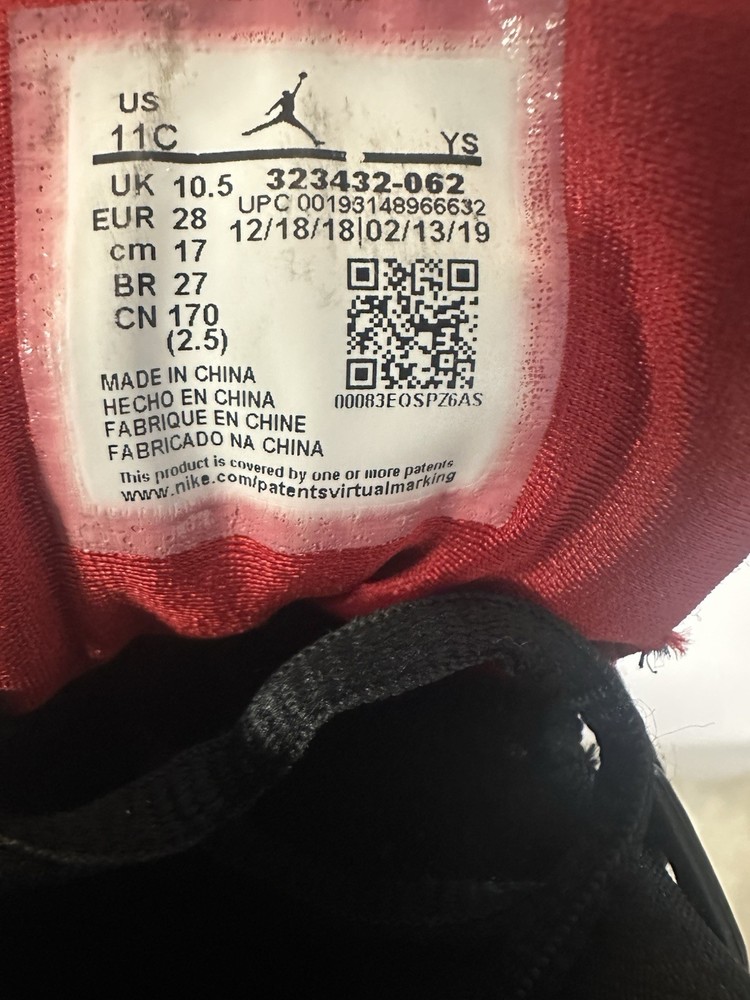 US
11C YS
UK 10.5 323432-062
UPC 00193148966632
EUR 28 12/18/18|02/13/19
cm 17
BR 27
CN 170
(2.5)
00083EQSPZ6AS
MADE IN CHINA
HECHO EN CHINA
FABRIQUE EN CHINE
FABRICADO NA CHINA
This product is covered by one or more patents
www.nike.com/patentsvirtualmarking